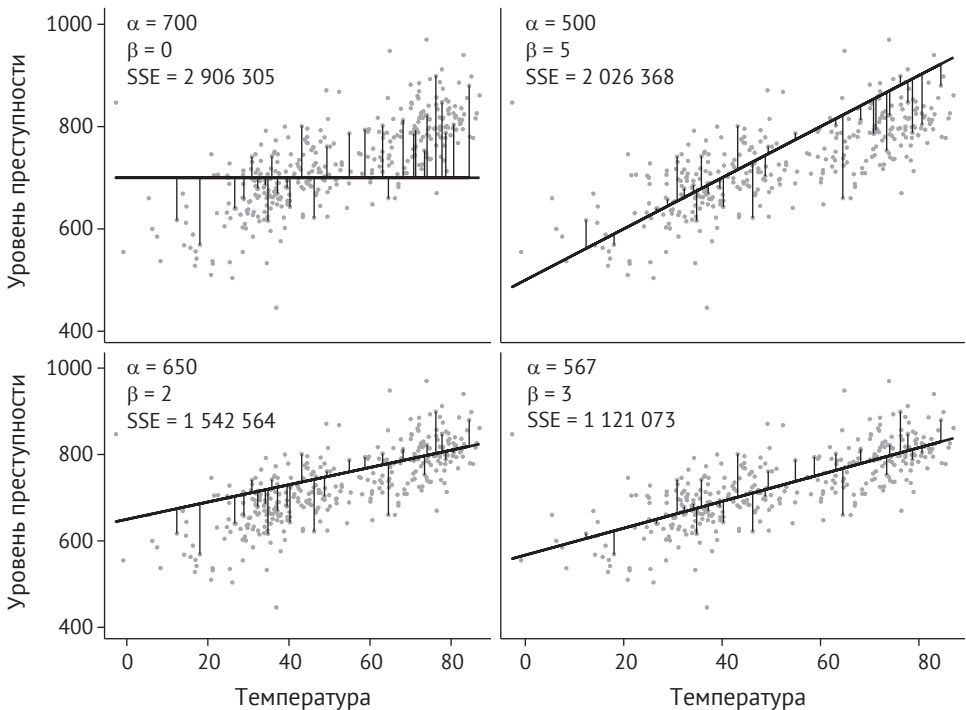 Уровень преступности
1000
800
600
400
α = 700
β = 0
SSE = 2 906 305
α = 500
β = 5
SSE = 2 026 368
Уровень преступности
1000
800
600
400
α = 650
β = 2
SSE = 1 542 564
α = 567
β = 3
SSE = 1 121 073
0 20 40 60 80
0 20 40 60 80
Температура
Температура